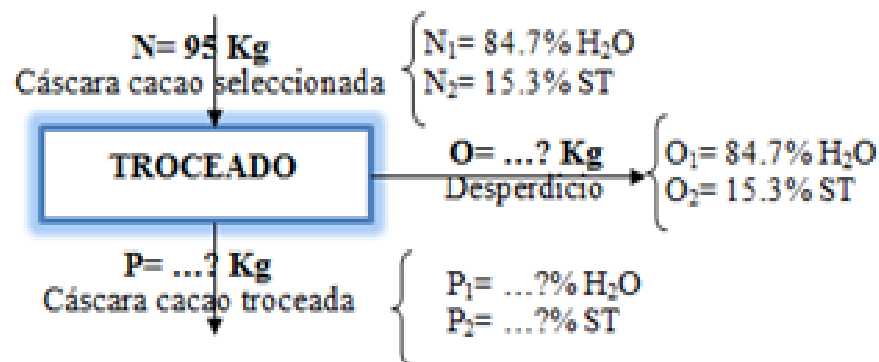 N= 95 Kg
Cáscara cacao seleccionada
N₁= 84.7% H₂O
N₂= 15.3% ST
TROCEADO
O= ...? Kg
Desperdicio
O₁= 84.7% H₂O
O₂= 15.3% ST
P= ...? Kg
Cáscara cacao troceada
P₁= ...?% H₂O
P₂= ...?% ST